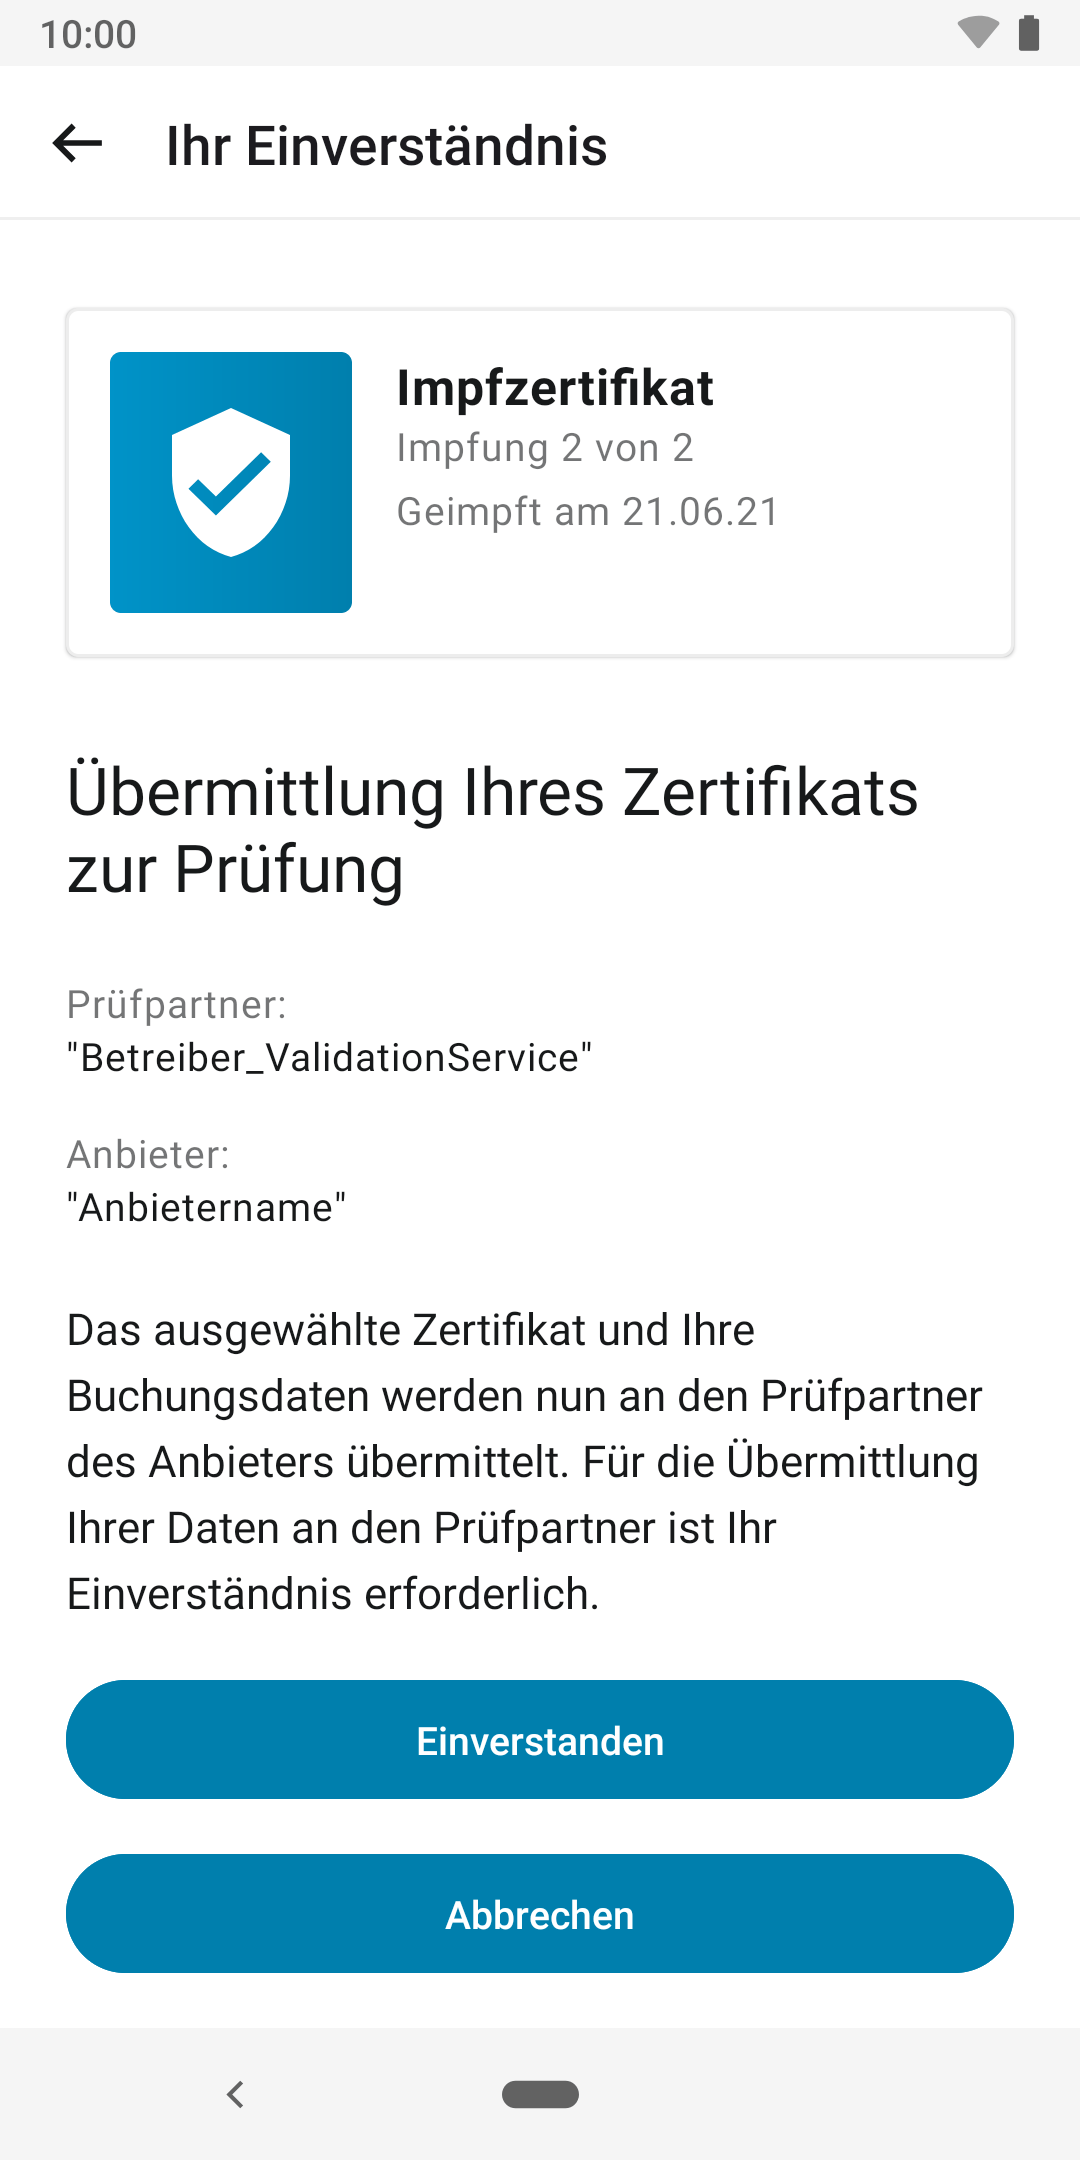 10:00
Ihr Einverständnis
Impfzertifikat
Impfung 2 von 2
Geimpft am 21.06.21
Übermittlung Ihres Zertifikats
zur Prüfung
Prüfpartner:
"Betreiber_ValidationService"
Anbieter:
"Anbietername"
Das ausgewählte Zertifikat und Ihre
Buchungsdaten werden nun an den Prüfpartner
des Anbieters übermittelt. Für die Übermittlung
Ihrer Daten an den Prüfpartner ist Ihr
Einverständnis erforderlich.
Einverstanden
Abbrechen